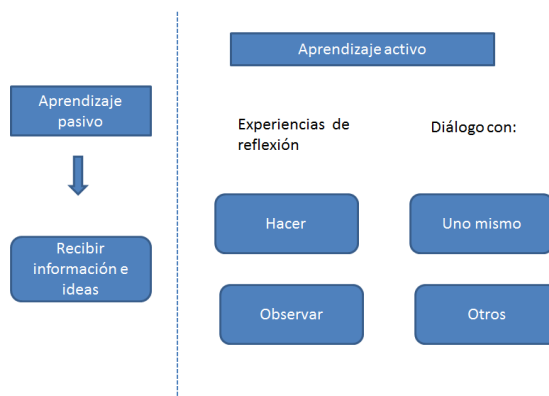 Aprendizaje
pasivo
Recibir
información e
ideas
Aprendizaje activo
Experiencias de
reflexión
Diálogo con:
Hacer
Uno mismo
Observar
Otros